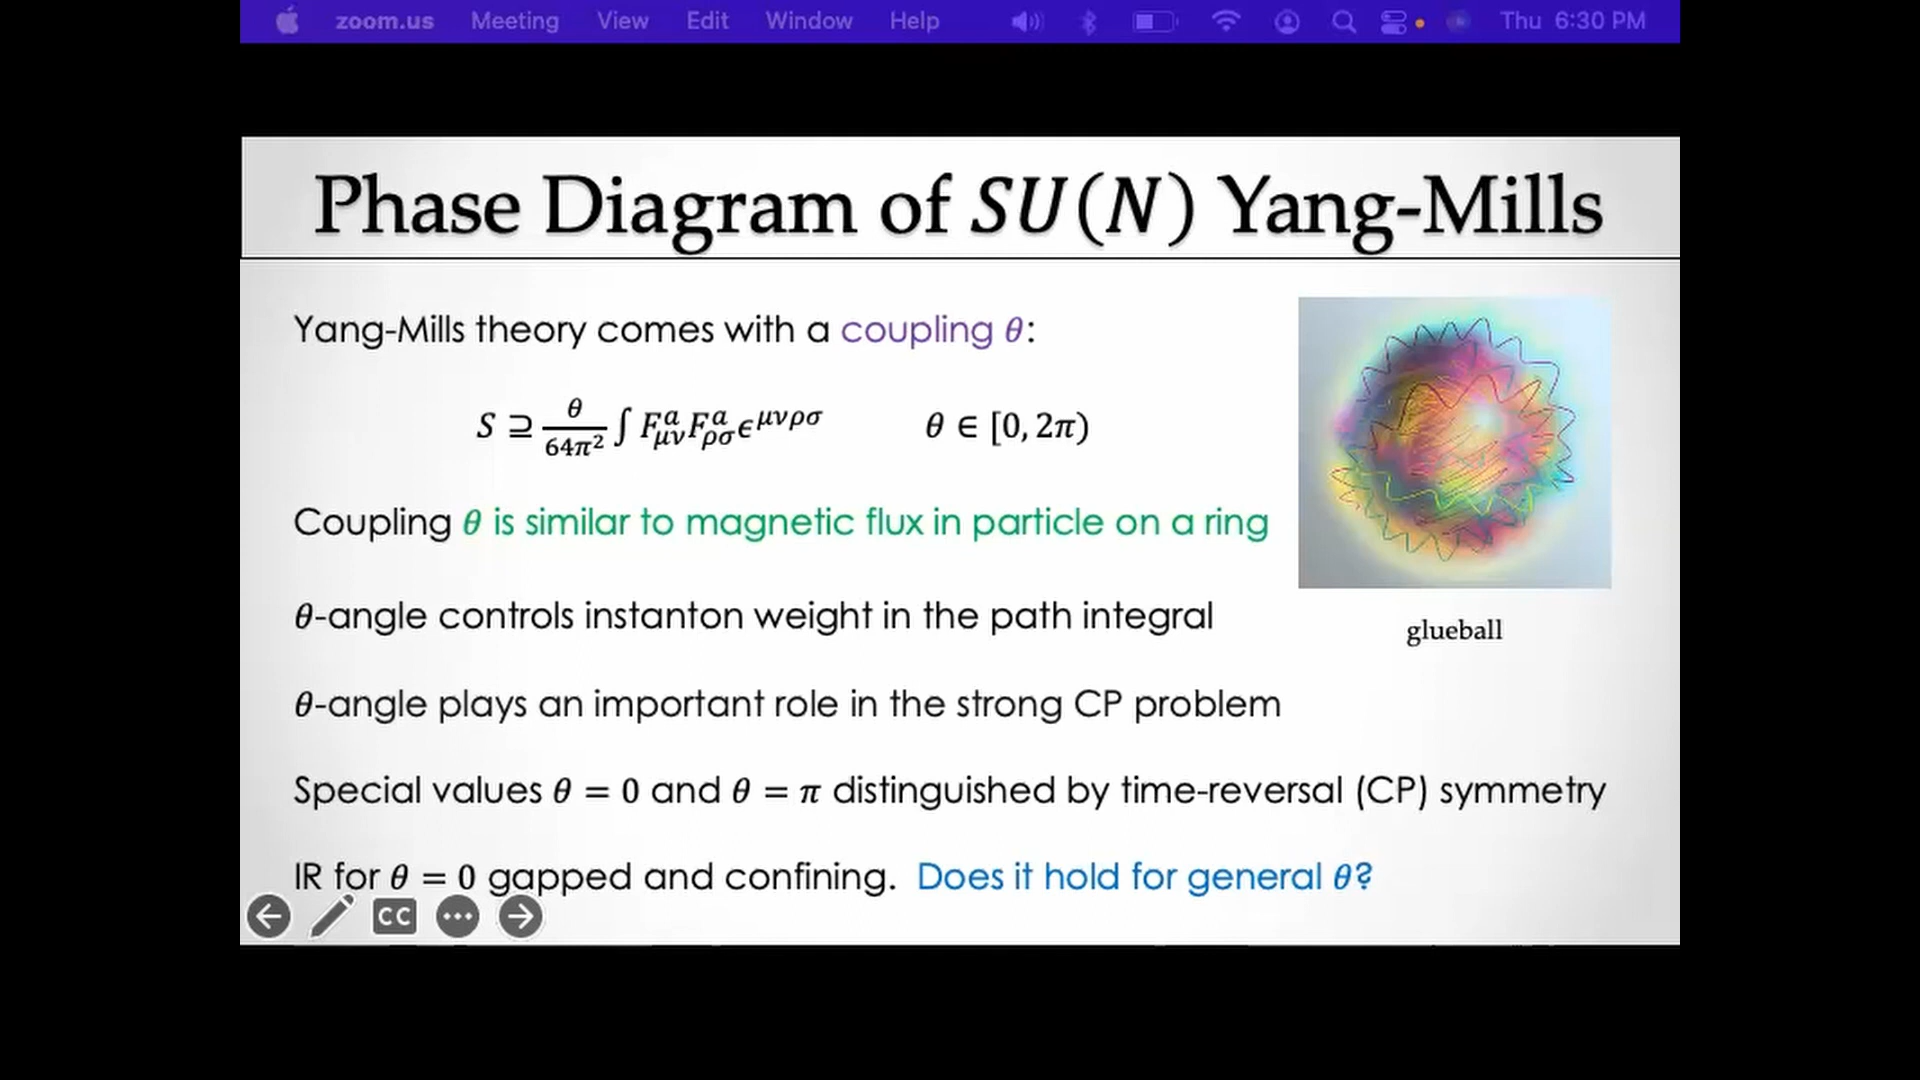 zoom.us Meeting View Edit Window Help Thu 6:30 PM
Phase Diagram of SU(N) Yang-Mills
Yang-Mills theory comes with a coupling θ:
S ⊇ θ/64π² ∫ F^a_μν F^a_ρσ ϵ^μνρσ θ ∈ [0, 2π)
Coupling θ is similar to magnetic flux in particle on a ring
θ-angle controls instanton weight in the path integral
glueball
θ-angle plays an important role in the strong CP problem
Special values θ = 0 and θ = π distinguished by time-reversal (CP) symmetry
IR for θ = 0 gapped and confining. Does it hold for general θ?
CC